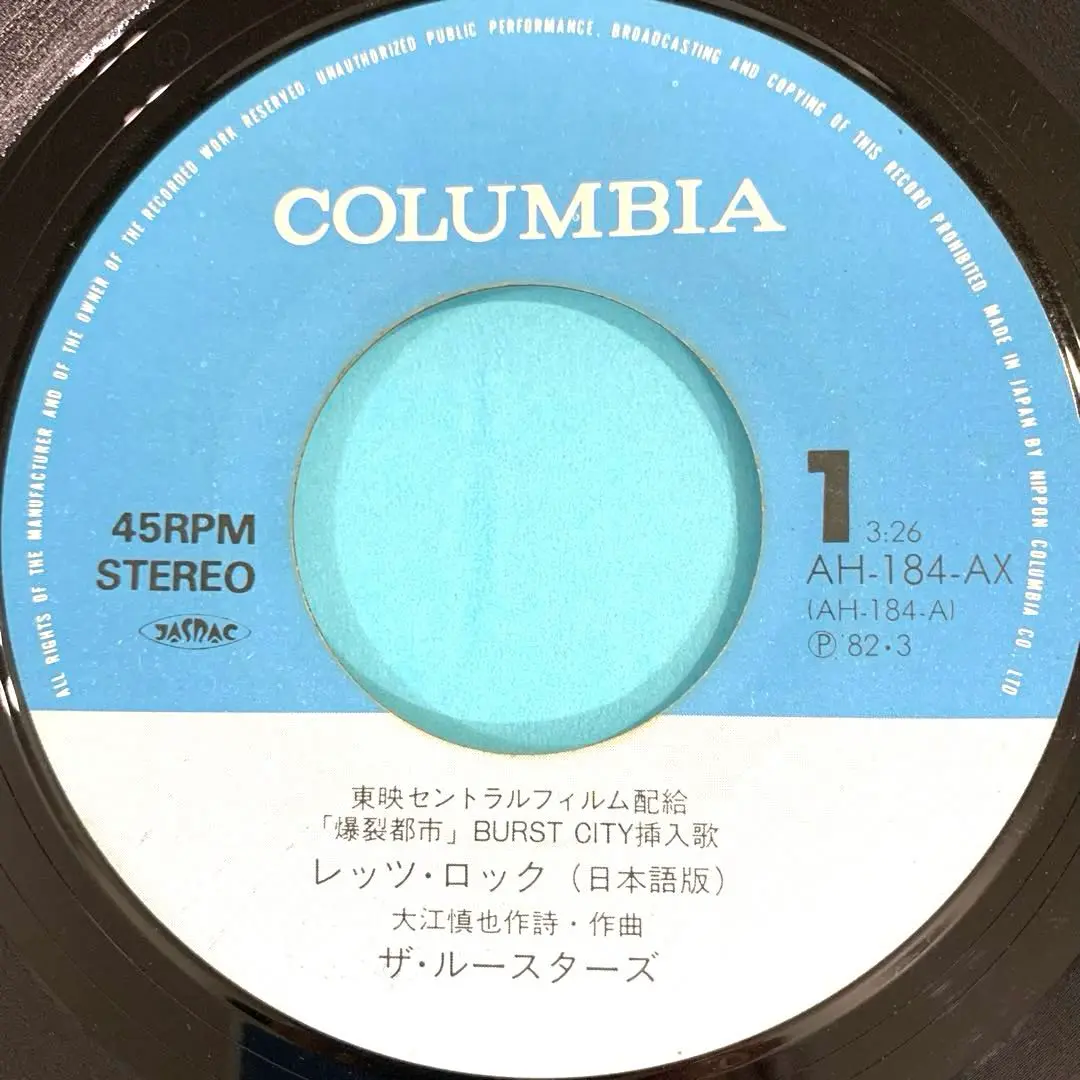 ALL RIGHTS OF THE MANUFACTURER AND OF THE OWNER OF THE RECORDED WORK RESERVED. UNAUTHORIZED PUBLIC PERFORMANCE, BROADCASTING AND COPYING OF THIS RECORD PROHIBITED. MADE IN JAPAN BY NIPPON COLUMBIA CO., LTD
COLUMBIA
45RPM
STEREO
JASRAC
1 3:26
AH-184-AX
(AH-184-A)
Ⓟ '82・3
東映セントラルフィルム配給
「爆裂都市」BURST CITY挿入歌
レッツ・ロック（日本語版）
大江慎也作詩・作曲
ザ・ルースターズ